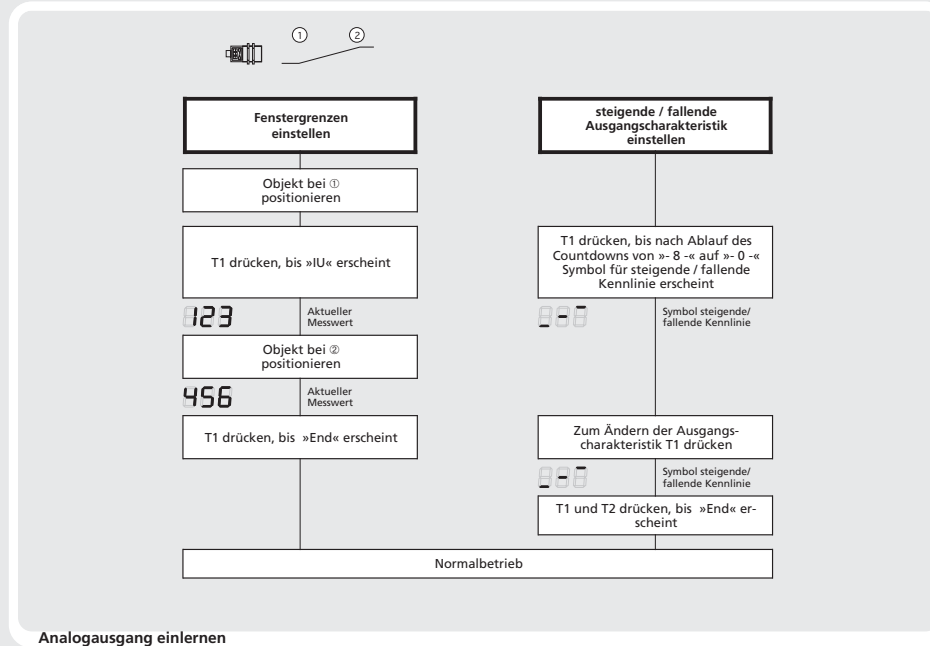 ① ②
Fenstergrenzen
einstellen
Objekt bei ①
positionieren
T1 drücken, bis »IU« erscheint
123
Aktueller
Messwert
Objekt bei ②
positionieren
456
Aktueller
Messwert
T1 drücken, bis »End« erscheint
steigende / fallende
Ausgangscharakteristik
einstellen
T1 drücken, bis nach Ablauf des
Countdowns von »- 8 -« auf »- 0 -«
Symbol für steigende / fallende
Kennlinie erscheint
Symbol steigende/
fallende Kennlinie
Zum Ändern der Ausgangs-
charakteristik T1 drücken
Symbol steigende/
fallende Kennlinie
T1 und T2 drücken, bis »End« er-
scheint
Normalbetrieb
Analogausgang einlernen